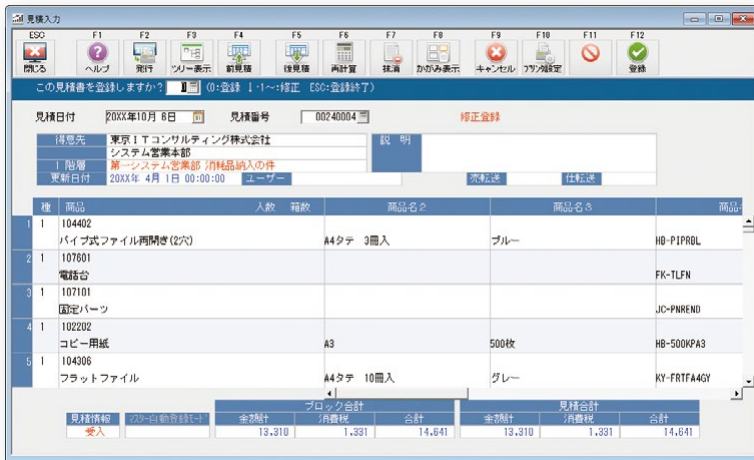 見積入力
ESC F1 F2 F3 F4 F5 F6 F7 F8 F9 F10 F11 F12
閉じる ヘルプ 発行 ツリー表示 前見積 後見積 再計算 抹消 かがみ表示 キャンセル プリンタ設定 登録
この見積書を登録しますか? 1 (0:登録 1・1~:修正 ESC:登録終了)
見積日付 20XX年10月 6日 見積番号 00240004 修正登録
得意先 東京ITコンサルティング株式会社 説 明
システム営業本部
1階層 第一システム営業部 消耗品納入の件
更新日付 20XX年 4月 1日 00:00:00 ユーザー 売転送 仕転送
種 商品 入数 箱数 商品名2 商品名3 商品
1 1 104402
パイプ式ファイル両開き(2穴) A4タテ 3冊入 ブルー HB-PIPRBL
2 1 107601
電話台 FK-TLFN
3 1 107101
固定パーツ JC-PNREND
4 1 102202
コピー用紙 A3 500枚 HB-500KPA3
5 1 104306
フラットファイル A4タテ 10冊入 グレー KY-FRTFA4GY
ブロック合計 見積合計
見積情報 マスター自動登録モード 金額計 消費税 合計 金額計 消費税 合計
受入 13,310 1,331 14,641 13,310 1,331 14,641